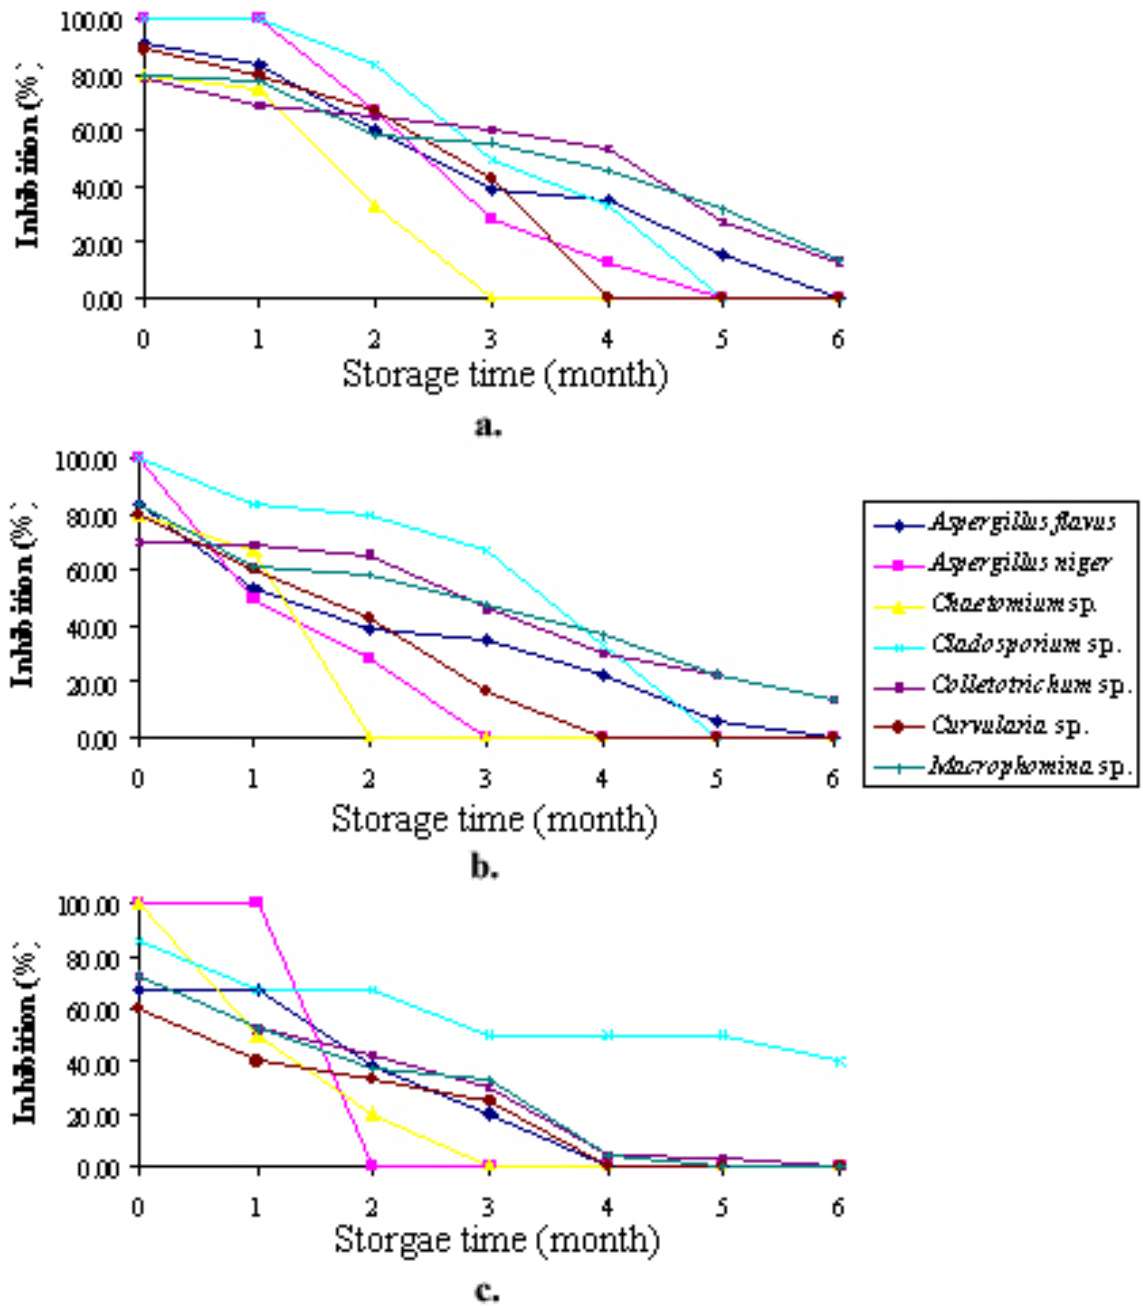 100.00
80.00
60.00
40.00
20.00
0.00
Inhibition (%)
0 1 2 3 4 5 6
Storage time (month)
a.
100.00
80.00
60.00
40.00
20.00
0.00
Inhibition (%)
0 1 2 3 4 5 6
Storage time (month)
b.
Aspergillus flavus
Aspergillus niger
Chaetomium sp.
Cladosporium sp.
Colletotrichum sp.
Curvularia sp.
Macrophomina sp.
100.00
80.00
60.00
40.00
20.00
0.00
Inhibition (%)
0 1 2 3 4 5 6
Storgae time (month)
c.